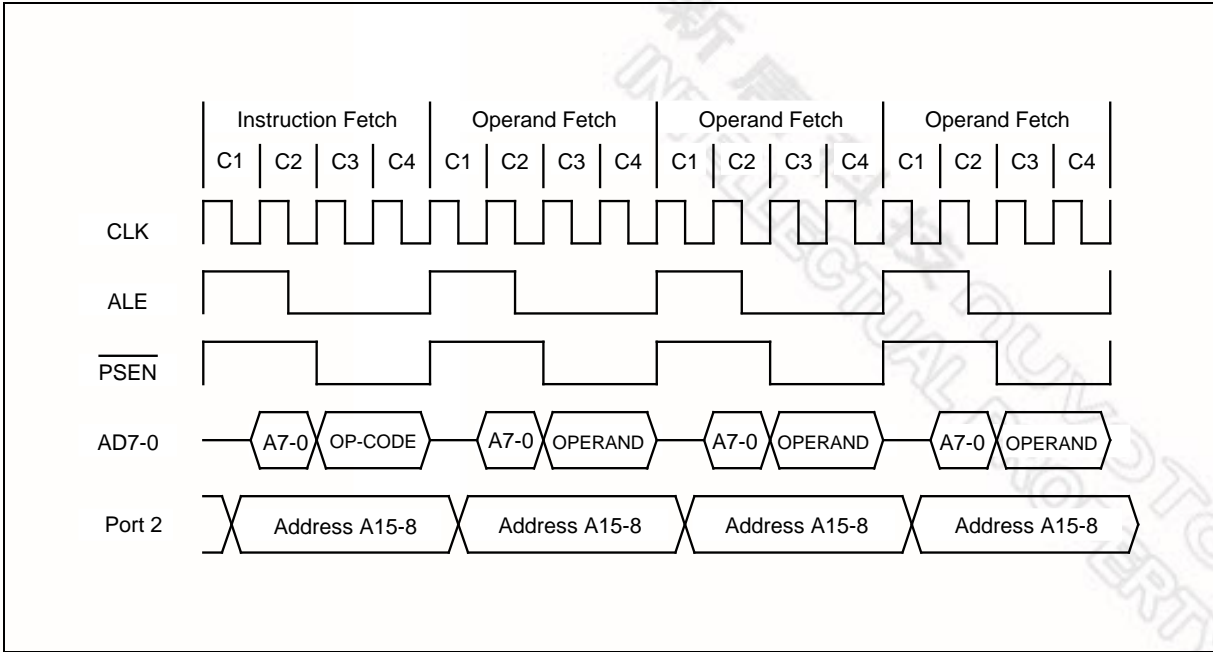 Instruction Fetch Operand Fetch Operand Fetch Operand Fetch
C1 C2 C3 C4 C1 C2 C3 C4 C1 C2 C3 C4 C1 C2 C3 C4
CLK
ALE
PSEN
AD7-0 A7-0 OP-CODE A7-0 OPERAND A7-0 OPERAND A7-0 OPERAND
Port 2 Address A15-8 Address A15-8 Address A15-8 Address A15-8